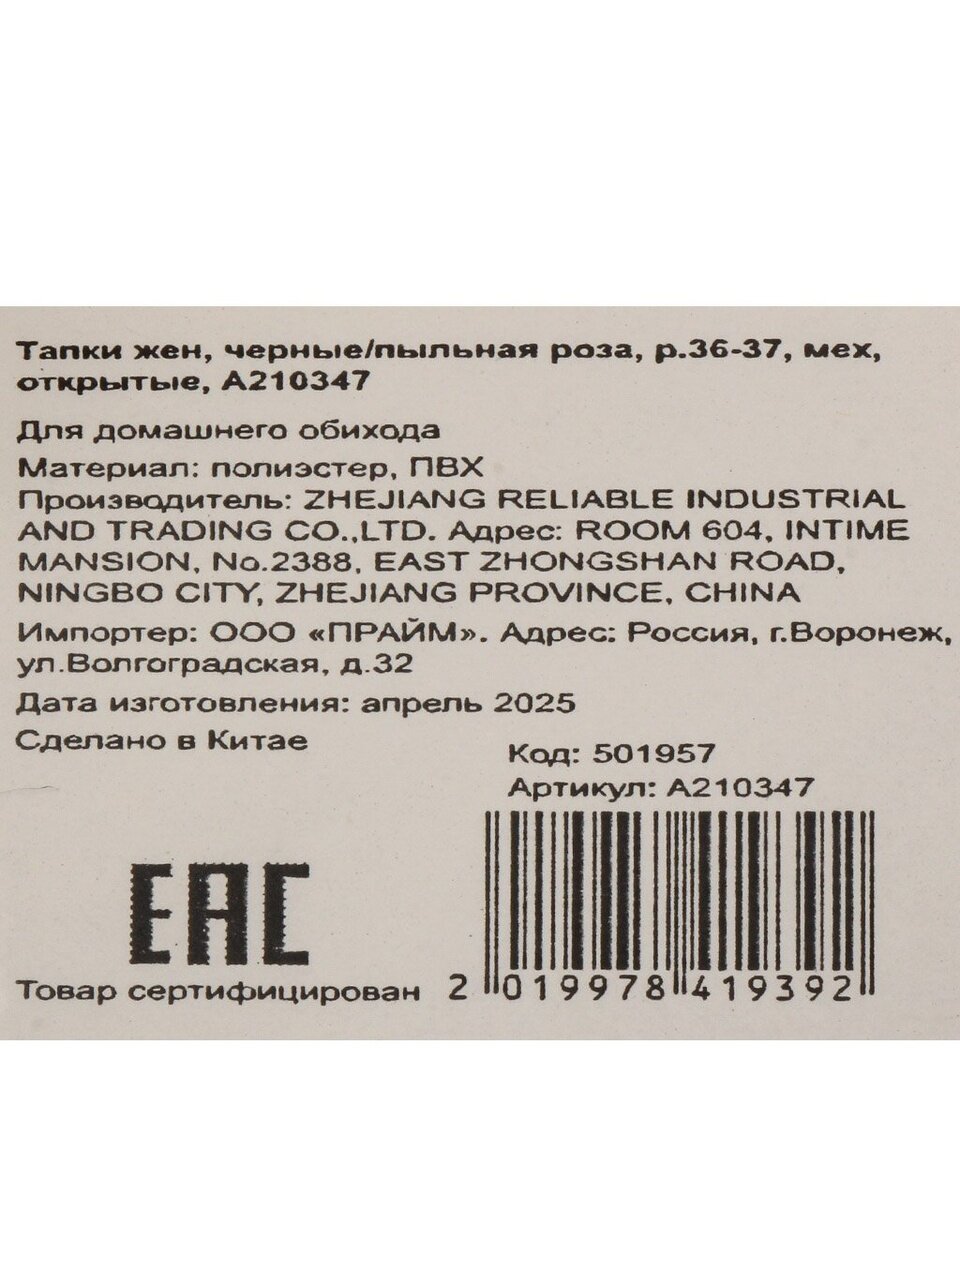 Тапки жен, черные/пыльная роза, р.36-37, мех,
открытые, А210347
Для домашнего обихода
Материал: полиэстер, ПВХ
Производитель: ZHEJIANG RELIABLE INDUSTRIAL
AND TRADING CO.,LTD. Адрес: ROOM 604, INTIME
MANSION, No.2388, EAST ZHONGSHAN ROAD,
NINGBO CITY, ZHEJIANG PROVINCE, CHINA
Импортер: ООО «ПРАЙМ». Адрес: Россия, г.Воронеж,
ул.Волгоградская, д.32
Дата изготовления: апрель 2025
Сделано в Китае
Код: 501957
Артикул: А210347
ЕАС
Товар сертифицирован
2 019978 419392